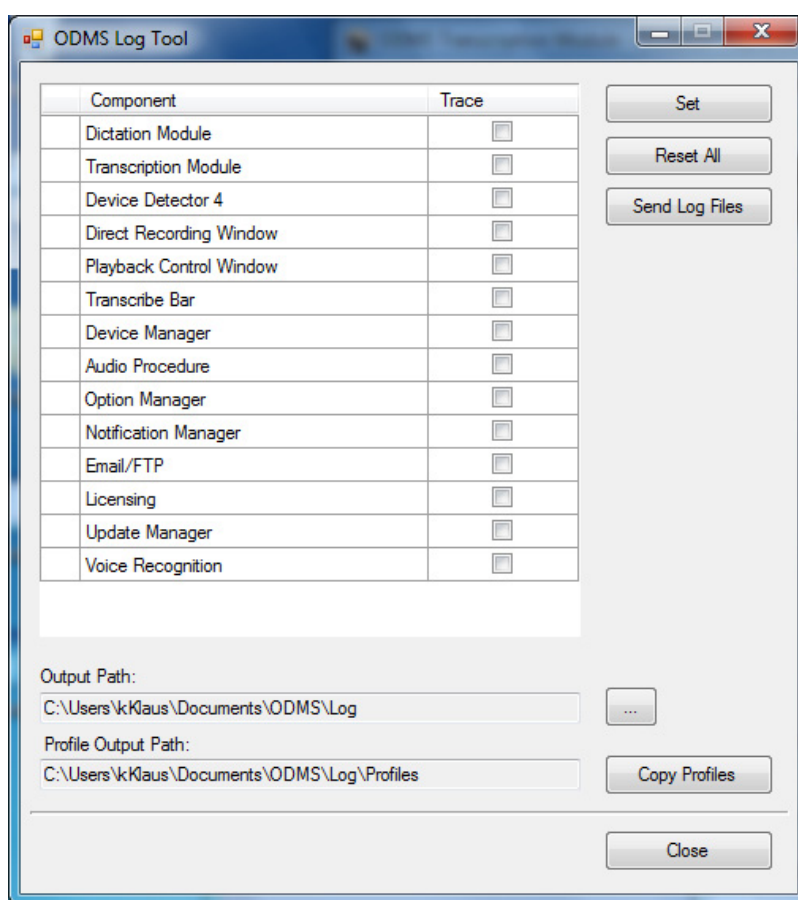 ODMS Log Tool
Component Trace
Dictation Module
Transcription Module
Device Detector 4
Direct Recording Window
Playback Control Window
Transcribe Bar
Device Manager
Audio Procedure
Option Manager
Notification Manager
Email/FTP
Licensing
Update Manager
Voice Recognition
Set
Reset All
Send Log Files
Output Path:
C:\Users\kKlaus\Documents\ODMS\Log
...
Profile Output Path:
C:\Users\kKlaus\Documents\ODMS\Log\Profiles
Copy Profiles
Close